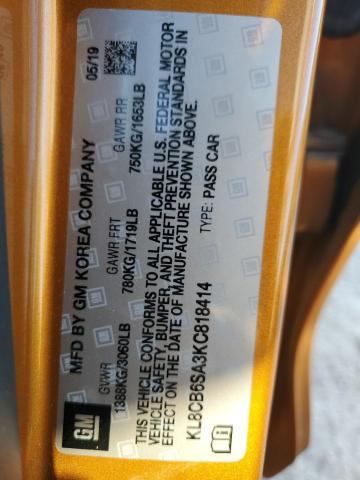 GM
MFD BY GM KOREA COMPANY
05/19
GVWR GAWR FRT GAWR RR
1388KG/3060LB 780KG/1719LB 750KG/1653LB
THIS VEHICLE CONFORMS TO ALL APPLICABLE U.S. FEDERAL MOTOR
VEHICLE SAFETY, BUMPER, AND THEFT PREVENTION STANDARDS IN
EFFECT ON THE DATE OF MANUFACTURE SHOWN ABOVE.
KL8CB6SA3KC818414 TYPE: PASS CAR